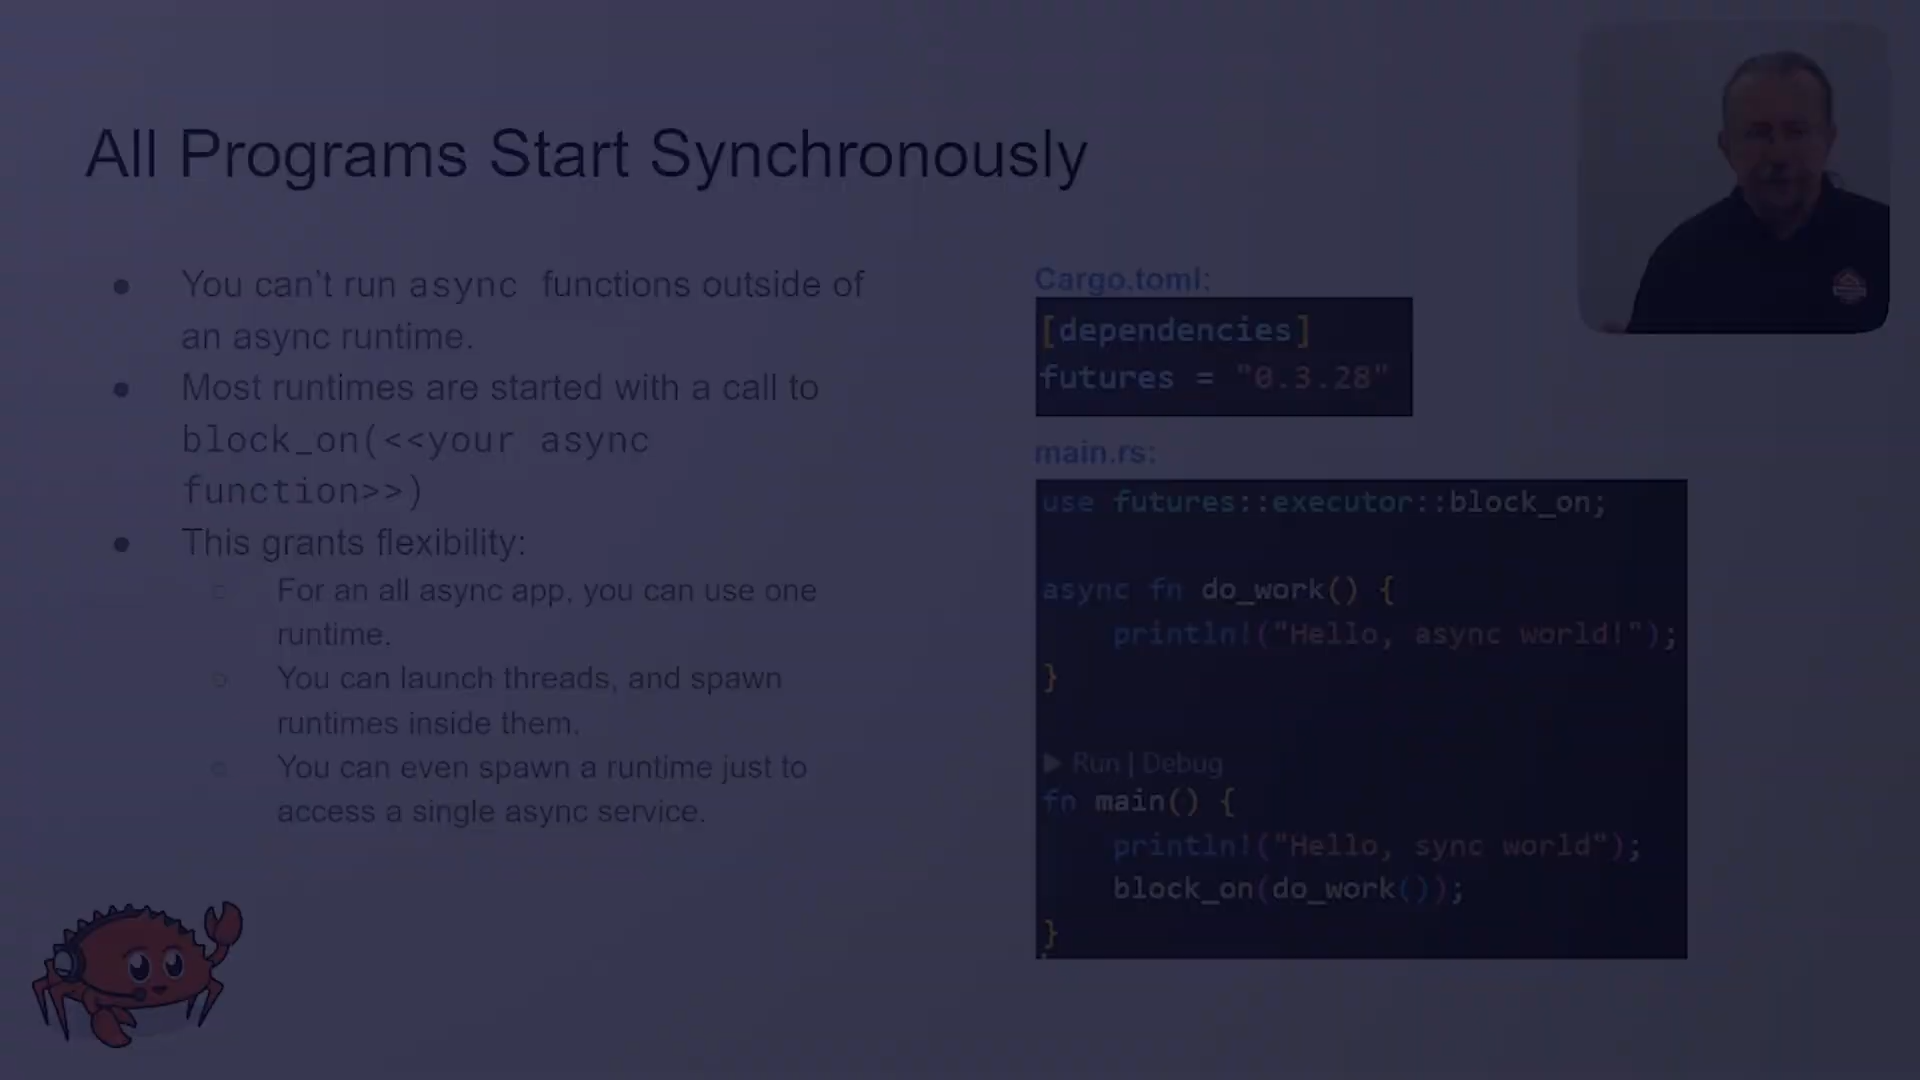 All Programs Start Synchronously
● You can't run async functions outside of
an async runtime.
● Most runtimes are started with a call to
block_on(<<your async
function>>)
● This grants flexibility:
○ For an all async app, you can use one
runtime.
○ You can launch threads, and spawn
runtimes inside them.
○ You can even spawn a runtime just to
access a single async service.
Cargo.toml:
[dependencies]
futures = "0.3.28"
main.rs:
use futures::executor::block_on;
async fn do_work() {
println!("Hello, async world!");
}
▶ Run | Debug
fn main() {
println!("Hello, sync world");
block_on(do_work());
}